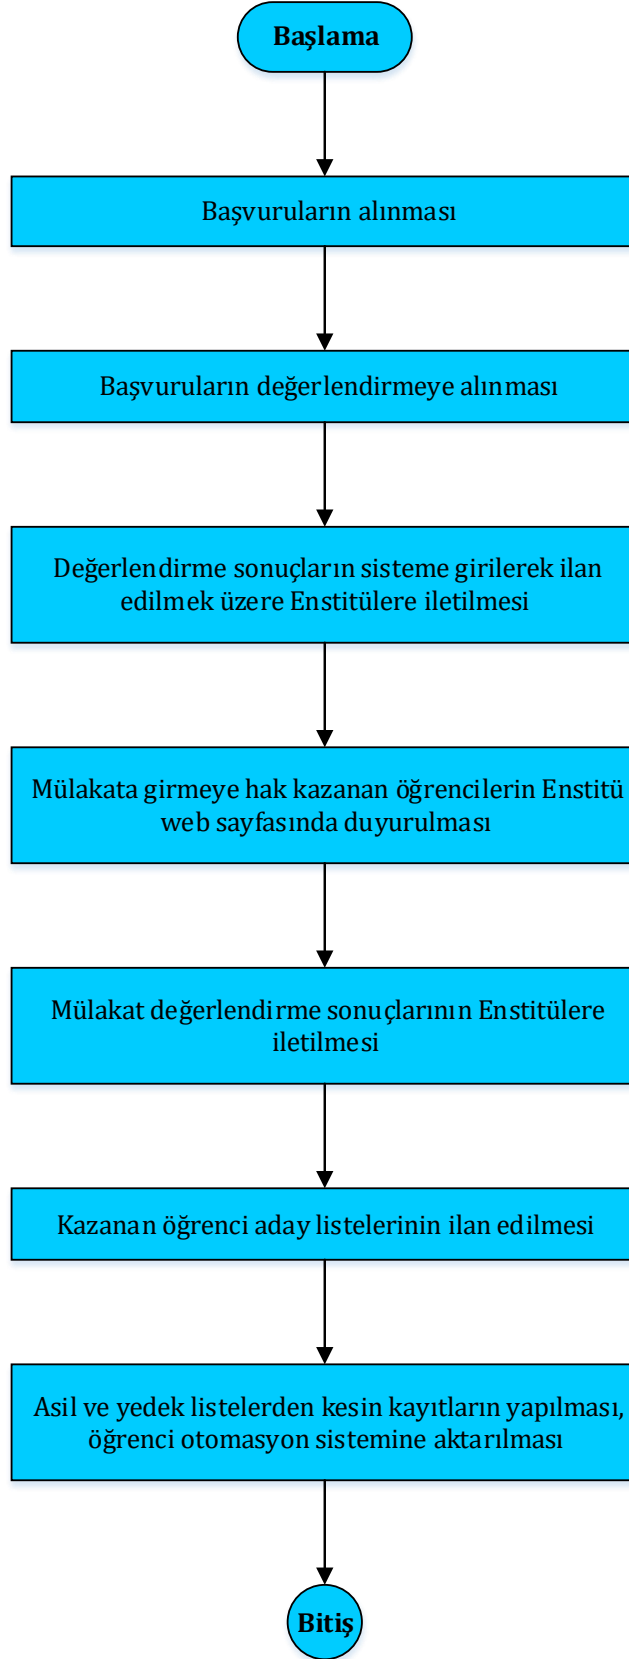 Başlama
Başvuruların alınması
Başvuruların değerlendirmeye alınması
Değerlendirme sonuçların sisteme girilerek ilan
edilmek üzere Enstitülere iletilmesi
Mülakata girmeye hak kazanan öğrencilerin Enstitü
web sayfasında duyurulması
Mülakat değerlendirme sonuçlarının Enstitülere
iletilmesi
Kazanan öğrenci aday listelerinin ilan edilmesi
Asil ve yedek listelerden kesin kayıtların yapılması,
öğrenci otomasyon sistemine aktarılması
Bitiş